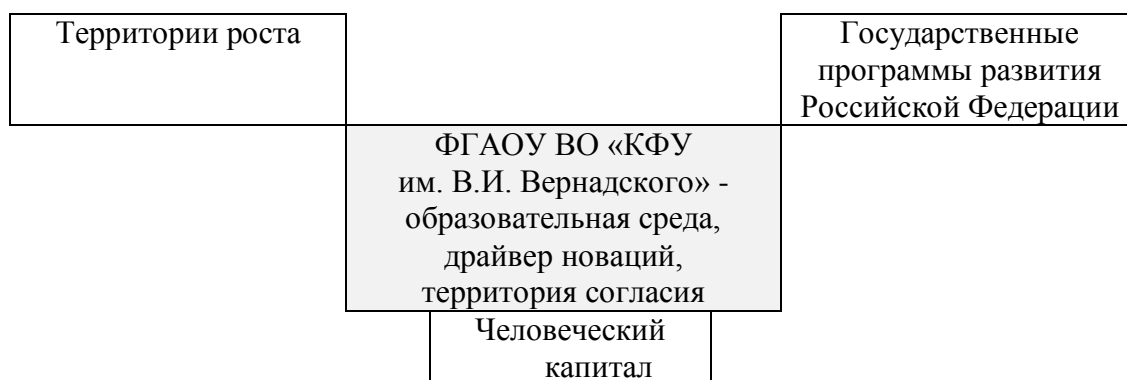 Территории роста
Государственные
программы развития
Российской Федерации
ФГАОУ ВО «КФУ
им. В.И. Вернадского» -
образовательная среда,
драйвер новаций,
территория согласия
Человеческий
капитал